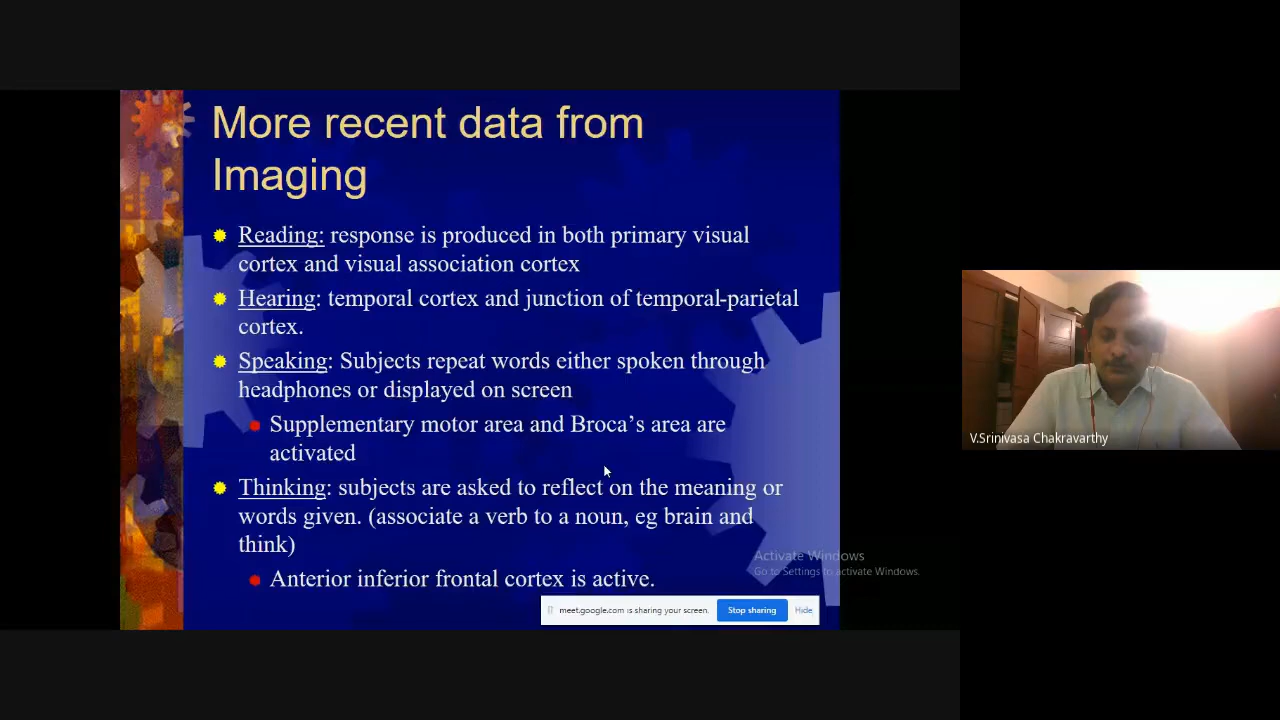 More recent data from
Imaging
Reading: response is produced in both primary visual
cortex and visual association cortex
Hearing: temporal cortex and junction of temporal-parietal
cortex.
Speaking: Subjects repeat words either spoken through
headphones or displayed on screen
Supplementary motor area and Broca’s area are
activated
Thinking: subjects are asked to reflect on the meaning or
words given. (associate a verb to a noun, eg brain and
think)
Anterior inferior frontal cortex is active.
Activate Windows
Go to Settings to activate Windows.
meet.google.com is sharing your screen.
Stop sharing
Hide
V.Srinivasa Chakravarthy